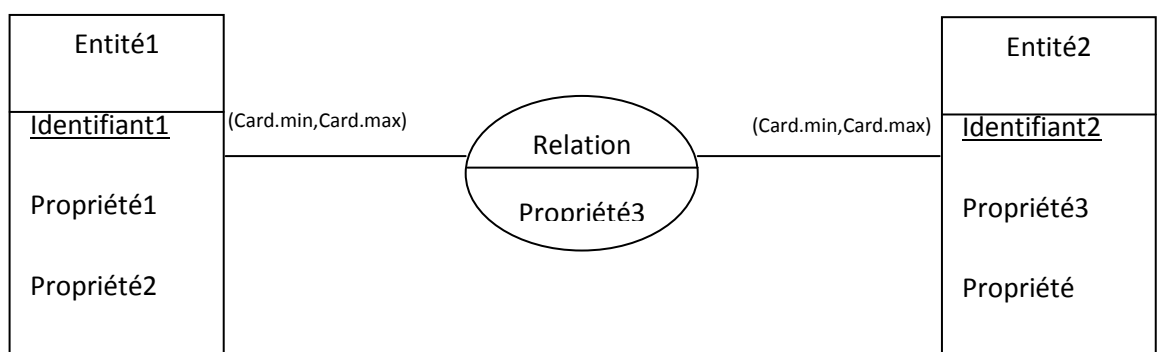 Entité1
Entité2
Identifiant1
(Card.min,Card.max)
(Card.min,Card.max)
Identifiant2
Relation
Propriété1
Propriété3
Propriété3
Propriété2
Propriété